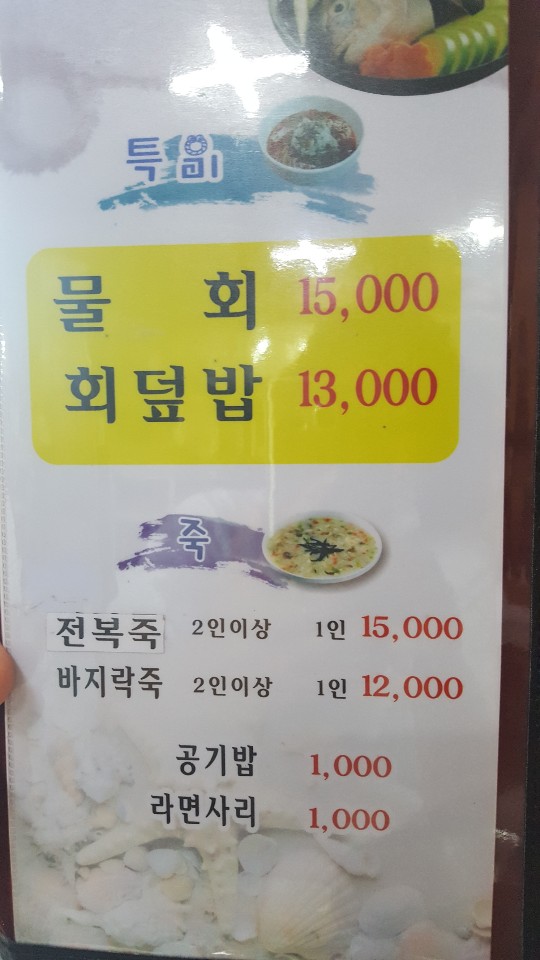 특미
물 회 15,000
회덮밥 13,000
죽
전복죽 2인이상 1인 15,000
바지락죽 2인이상 1인 12,000
공기밥 1,000
라면사리 1,000